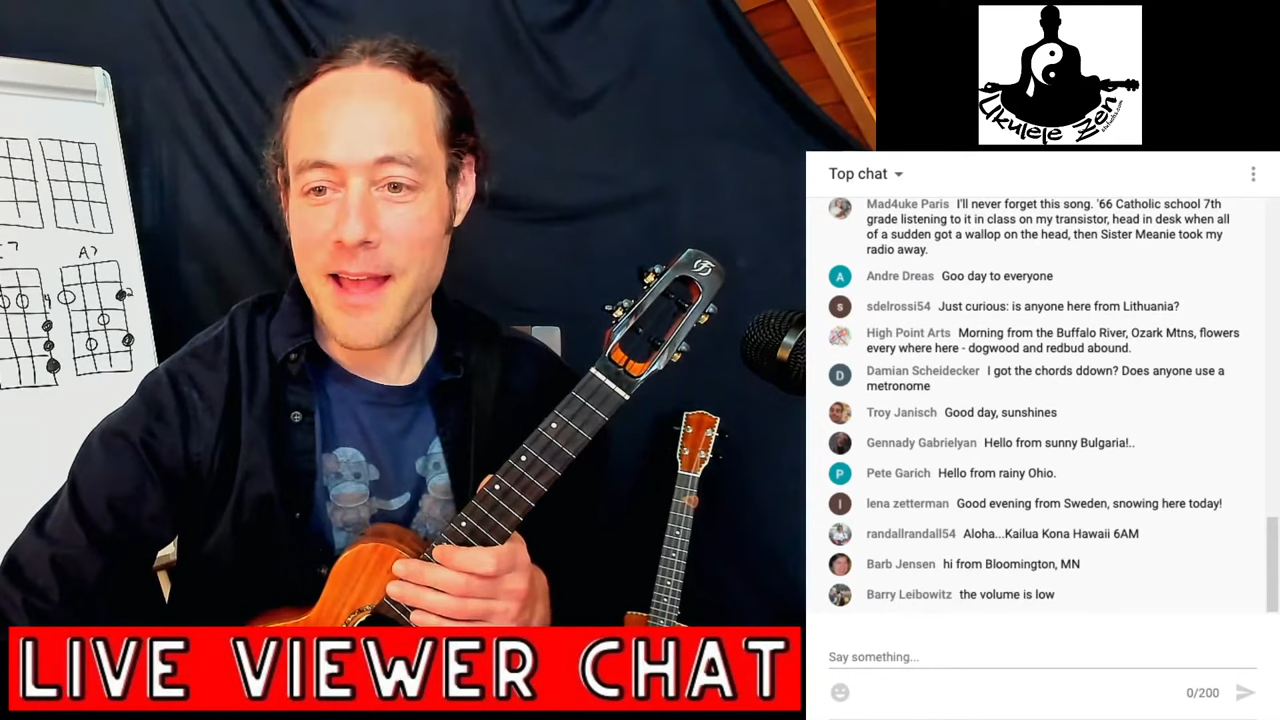 Ukulele Zen
Top chat
Mad4uke Paris I'll never forget this song. '66 Catholic school 7th
grade listening to it in class on my transistor, head in desk when all
of a sudden got a wallop on the head, then Sister Meanie took my
radio away.
A Andre Dreas Goo day to everyone
s sdelrossi54 Just curious: is anyone here from Lithuania?
High Point Arts Morning from the Buffalo River, Ozark Mtns, flowers
every where here - dogwood and redbud abound.
D Damian Scheidecker I got the chords ddown? Does anyone use a
metronome
Troy Janisch Good day, sunshines
Gennady Gabrielyan Hello from sunny Bulgaria!..
P Pete Garich Hello from rainy Ohio.
l lena zetterman Good evening from Sweden, snowing here today!
randallrandall54 Aloha...Kailua Kona Hawaii 6AM
Barb Jensen hi from Bloomington, MN
Barry Leibowitz the volume is low
Say something...
0/200
A7
LIVE VIEWER CHAT